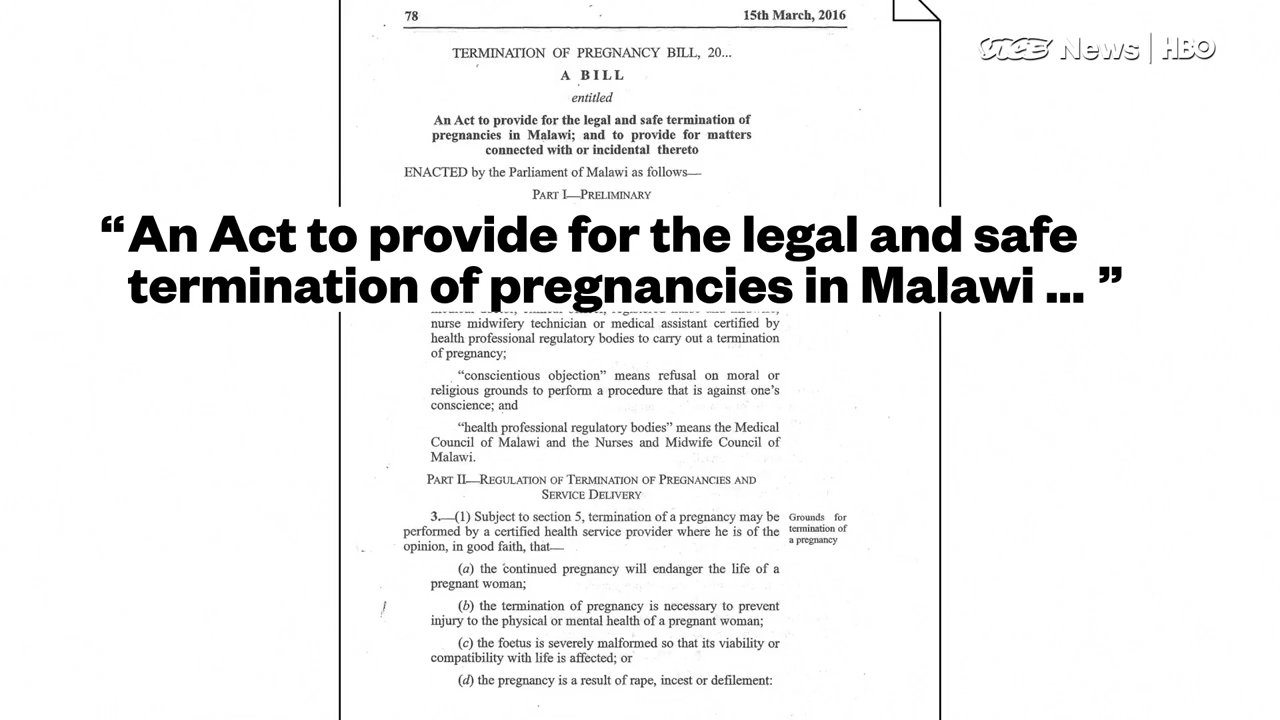 78 15th March, 2016
VICE News | HBO
TERMINATION OF PREGNANCY BILL, 20...
A BILL
entitled
An Act to provide for the legal and safe termination of
pregnancies in Malawi; and to provide for matters
connected with or incidental thereto
ENACTED by the Parliament of Malawi as follows—
PART I—PRELIMINARY
“An Act to provide for the legal and safe
termination of pregnancies in Malawi ... ”
nurse midwifery technician or medical assistant certified by
health professional regulatory bodies to carry out a termination
of pregnancy;
“conscientious objection” means refusal on moral or
religious grounds to perform a procedure that is against one’s
conscience; and
“health professional regulatory bodies” means the Medical
Council of Malawi and the Nurses and Midwife Council of
Malawi.
PART II—REGULATION OF TERMINATION OF PREGNANCIES AND
SERVICE DELIVERY
3.—(1) Subject to section 5, termination of a pregnancy may be
performed by a certified health service provider where he is of the
opinion, in good faith, that—
Grounds for
termination of
a pregnancy
(a) the continued pregnancy will endanger the life of a
pregnant woman;
(b) the termination of pregnancy is necessary to prevent
injury to the physical or mental health of a pregnant woman;
(c) the foetus is severely malformed so that its viability or
compatibility with life is affected; or
(d) the pregnancy is a result of rape, incest or defilement: